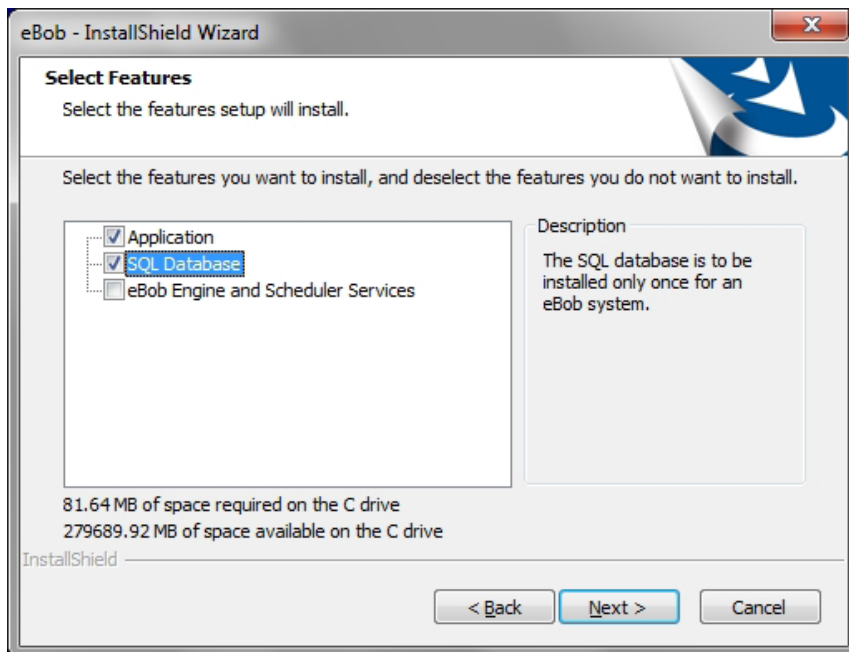 eBob - InstallShield Wizard
Select Features
Select the features setup will install.
Select the features you want to install, and deselect the features you do not want to install.
Application
SQL Database
eBob Engine and Scheduler Services
Description
The SQL database is to be
installed only once for an
eBob system.
81.64 MB of space required on the C drive
279689.92 MB of space available on the C drive
InstallShield
< Back
Next >
Cancel